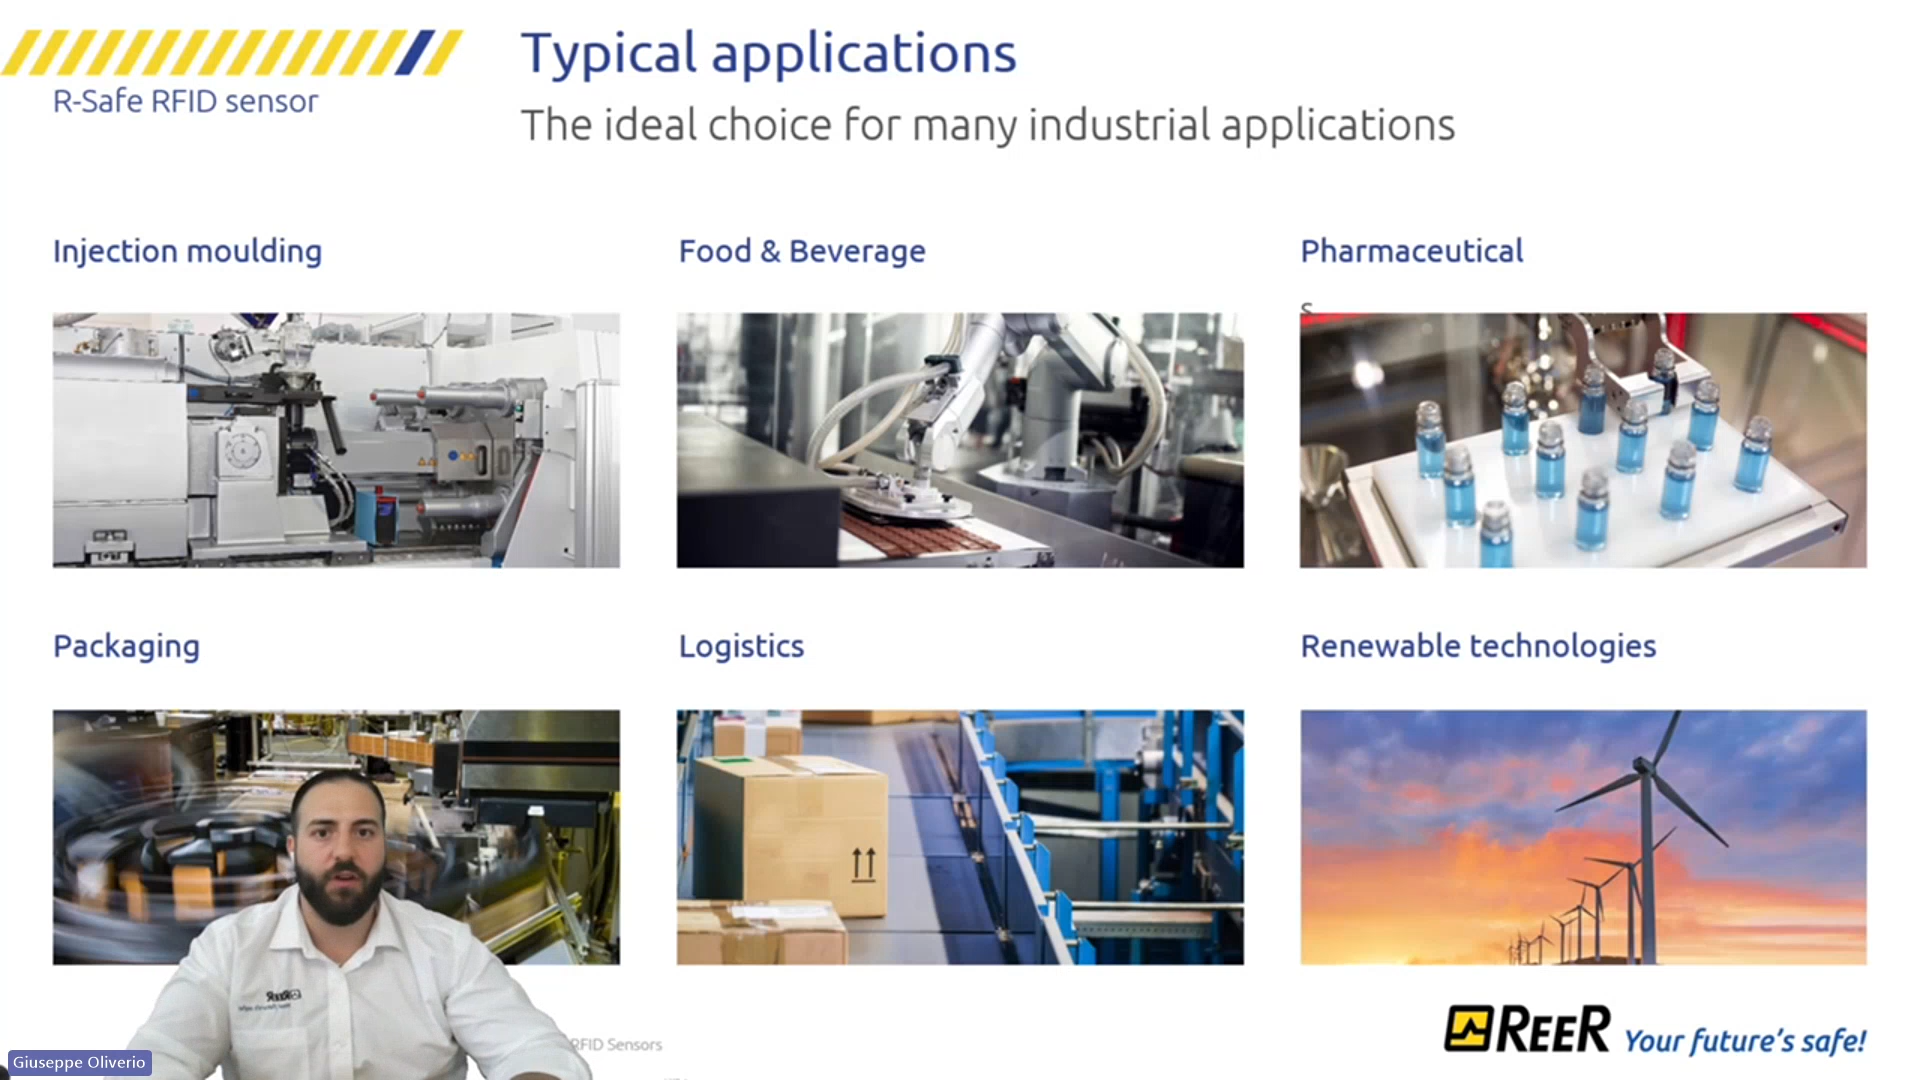 R-Safe RFID sensor
Typical applications
The ideal choice for many industrial applications
Injection moulding
Food & Beverage
Pharmaceutical
s
Packaging
Logistics
Renewable technologies
RFID Sensors
REER Your future's safe!
Giuseppe Oliverio